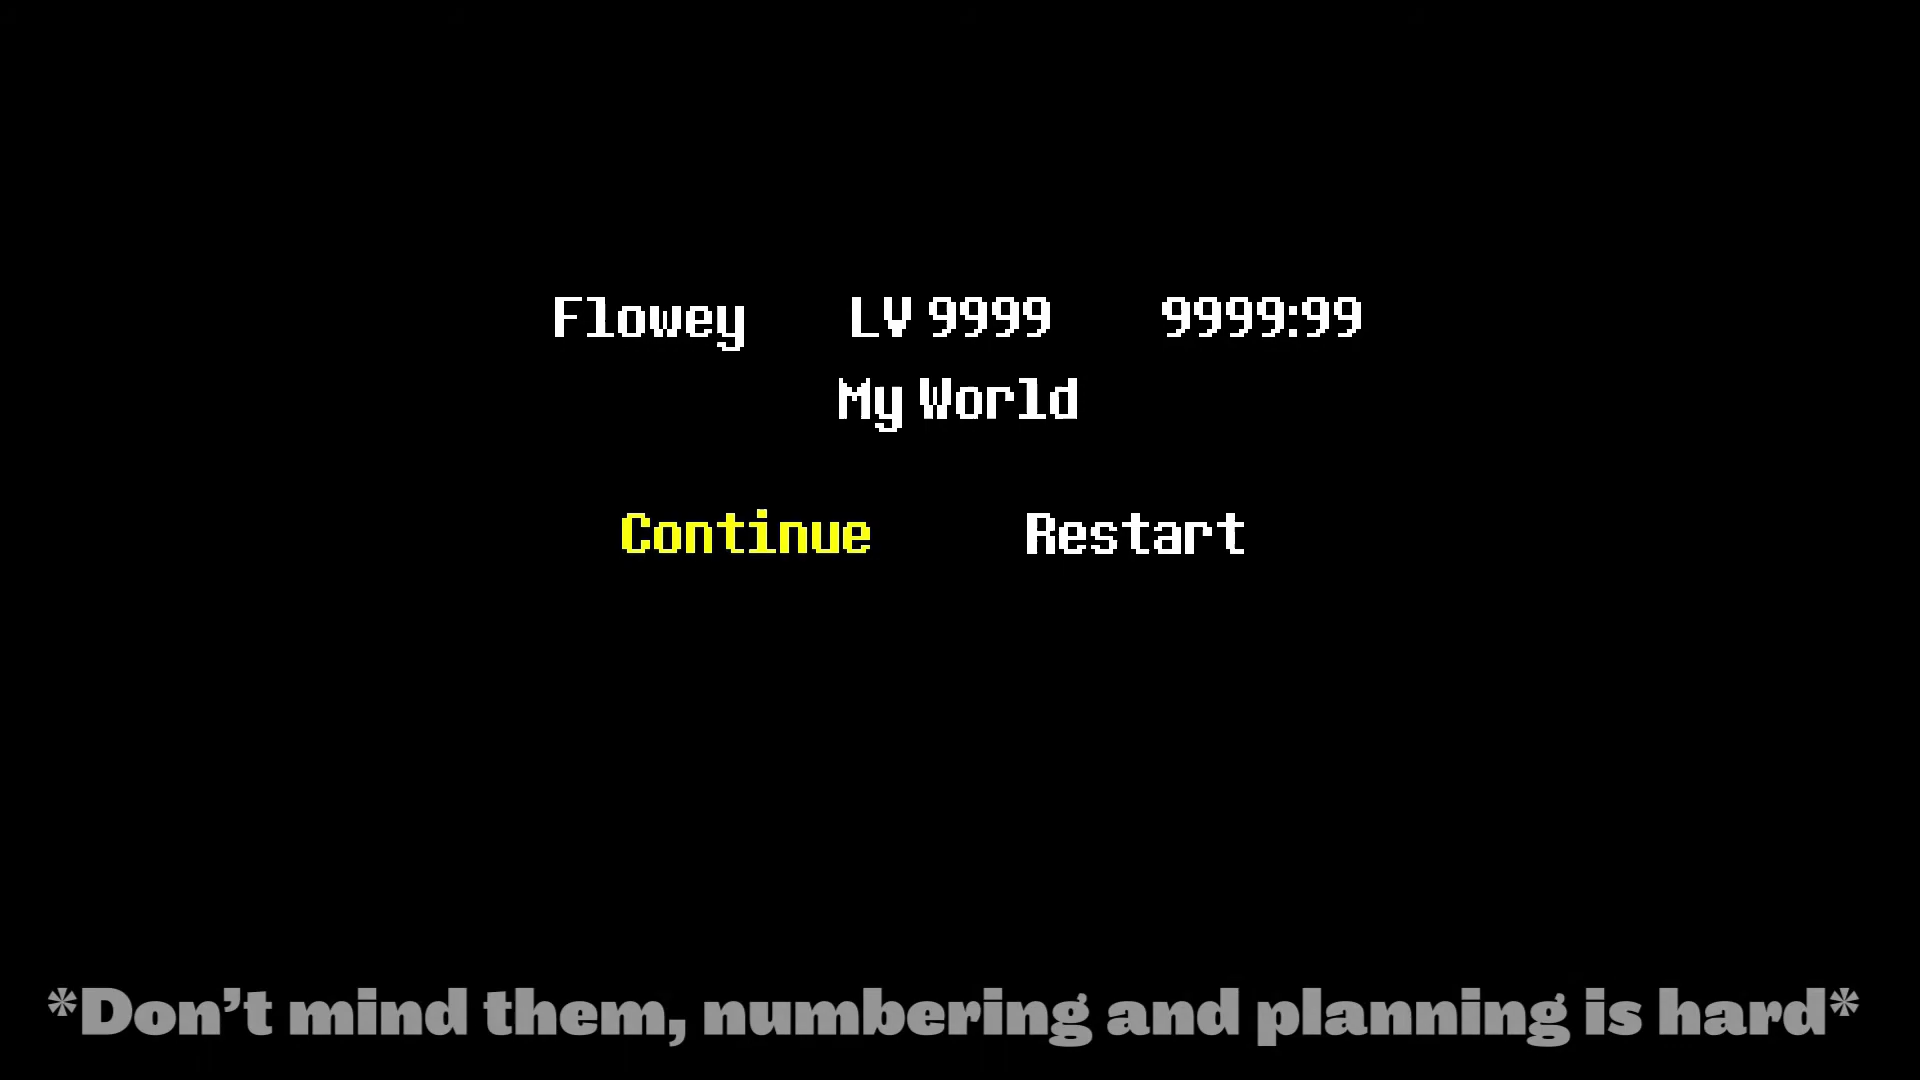 Flowey LV 9999 9999:99
My World
Continue Restart
*Don't mind them, numbering and planning is hard*